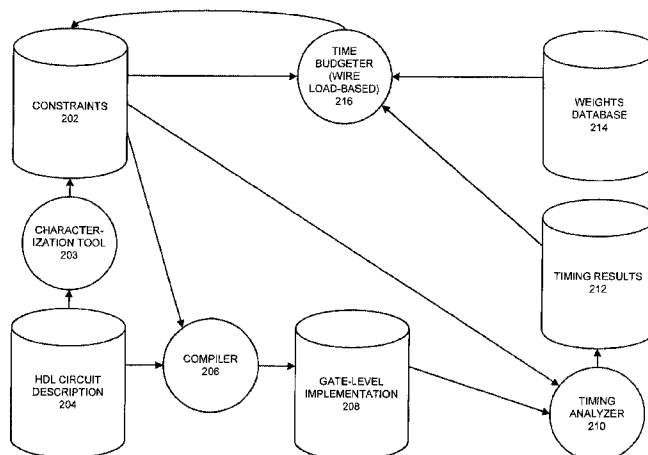 TIME
BUDGETER
(WIRE
LOAD-BASED)
216
CONSTRAINTS
202
WEIGHTS
DATABASE
214
CHARACTER-
IZATION TOOL
203
TIMING RESULTS
212
HDL CIRCUIT
DESCRIPTION
204
COMPILER
206
GATE-LEVEL
IMPLEMENTATION
208
TIMING
ANALYZER
210